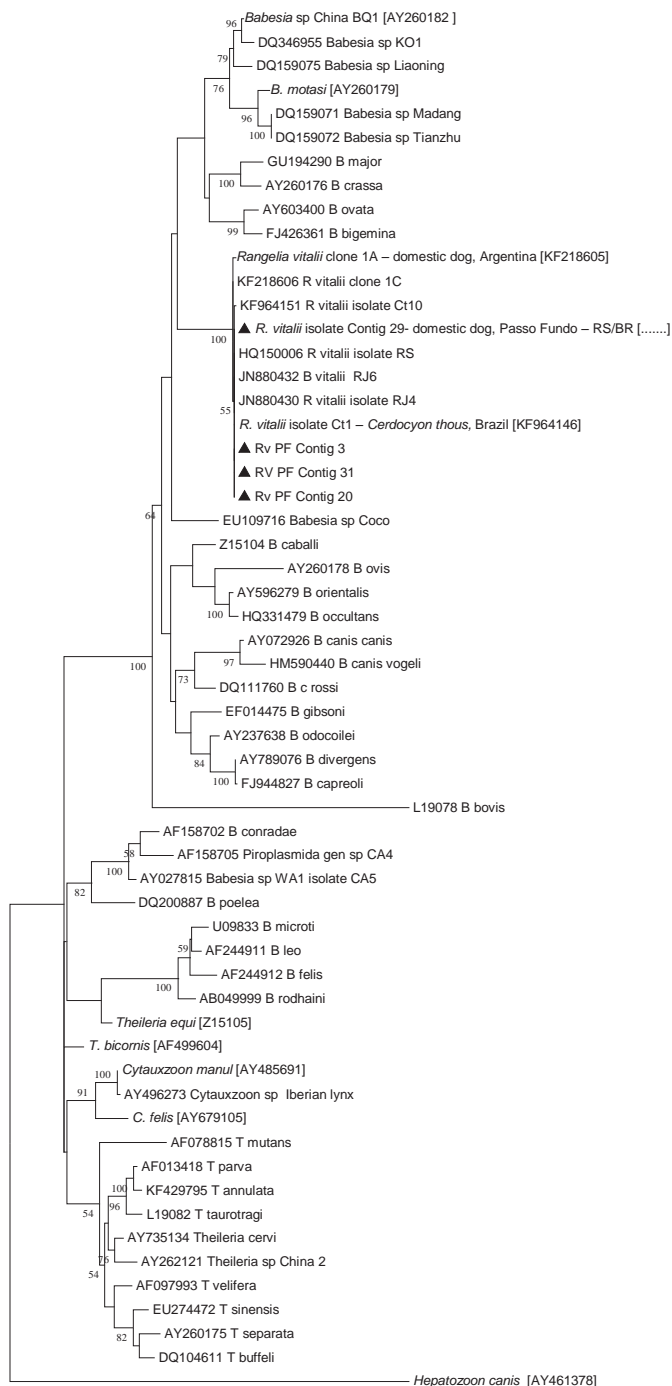 96
Babesia sp China BQ1 [AY260182 ]
DQ346955 Babesia sp KO1
79
DQ159075 Babesia sp Liaoning
76
B. motasi [AY260179]
96
DQ159071 Babesia sp Madang
100
DQ159072 Babesia sp Tianzhu
GU194290 B major
100
AY260176 B crassa
AY603400 B ovata
99
FJ426361 B bigemina
Rangelia vitalii clone 1A – domestic dog, Argentina [KF218605]
KF218606 R vitalii clone 1C
KF964151 R vitalii isolate Ct10
▲ R. vitalii isolate Contig 29- domestic dog, Passo Fundo – RS/BR [.......]
100
HQ150006 R vitalii isolate RS
JN880432 B vitalii RJ6
JN880430 R vitalii isolate RJ4
55
R. vitalii isolate Ct1 – Cerdocyon thous, Brazil [KF964146]
▲ Rv PF Contig 3
▲ RV PF Contig 31
▲ Rv PF Contig 20
64
EU109716 Babesia sp Coco
Z15104 B caballi
AY260178 B ovis
AY596279 B orientalis
100
HQ331479 B occultans
AY072926 B canis canis
97
HM590440 B canis vogeli
100
73
DQ111760 B c rossi
EF014475 B gibsoni
AY237638 B odocoilei
84
AY789076 B divergens
100
FJ944827 B capreoli
L19078 B bovis
AF158702 B conradae
58
AF158705 Piroplasmida gen sp CA4
100
AY027815 Babesia sp WA1 isolate CA5
82
DQ200887 B poelea
U09833 B microti
59
AF244911 B leo
AF244912 B felis
100
AB049999 B rodhaini
Theileria equi [Z15105]
T. bicornis [AF499604]
100
Cytauxzoon manul [AY485691]
91
AY496273 Cytauxzoon sp Iberian lynx
C. felis [AY679105]
AF078815 T mutans
AF013418 T parva
100
KF429795 T annulata
96
54
L19082 T taurotragi
AY735134 Theileria cervi
76
AY262121 Theileria sp China 2
54
AF097993 T velifera
EU274472 T sinensis
82
AY260175 T separata
DQ104611 T buffeli
Hepatozoon canis [AY461378]